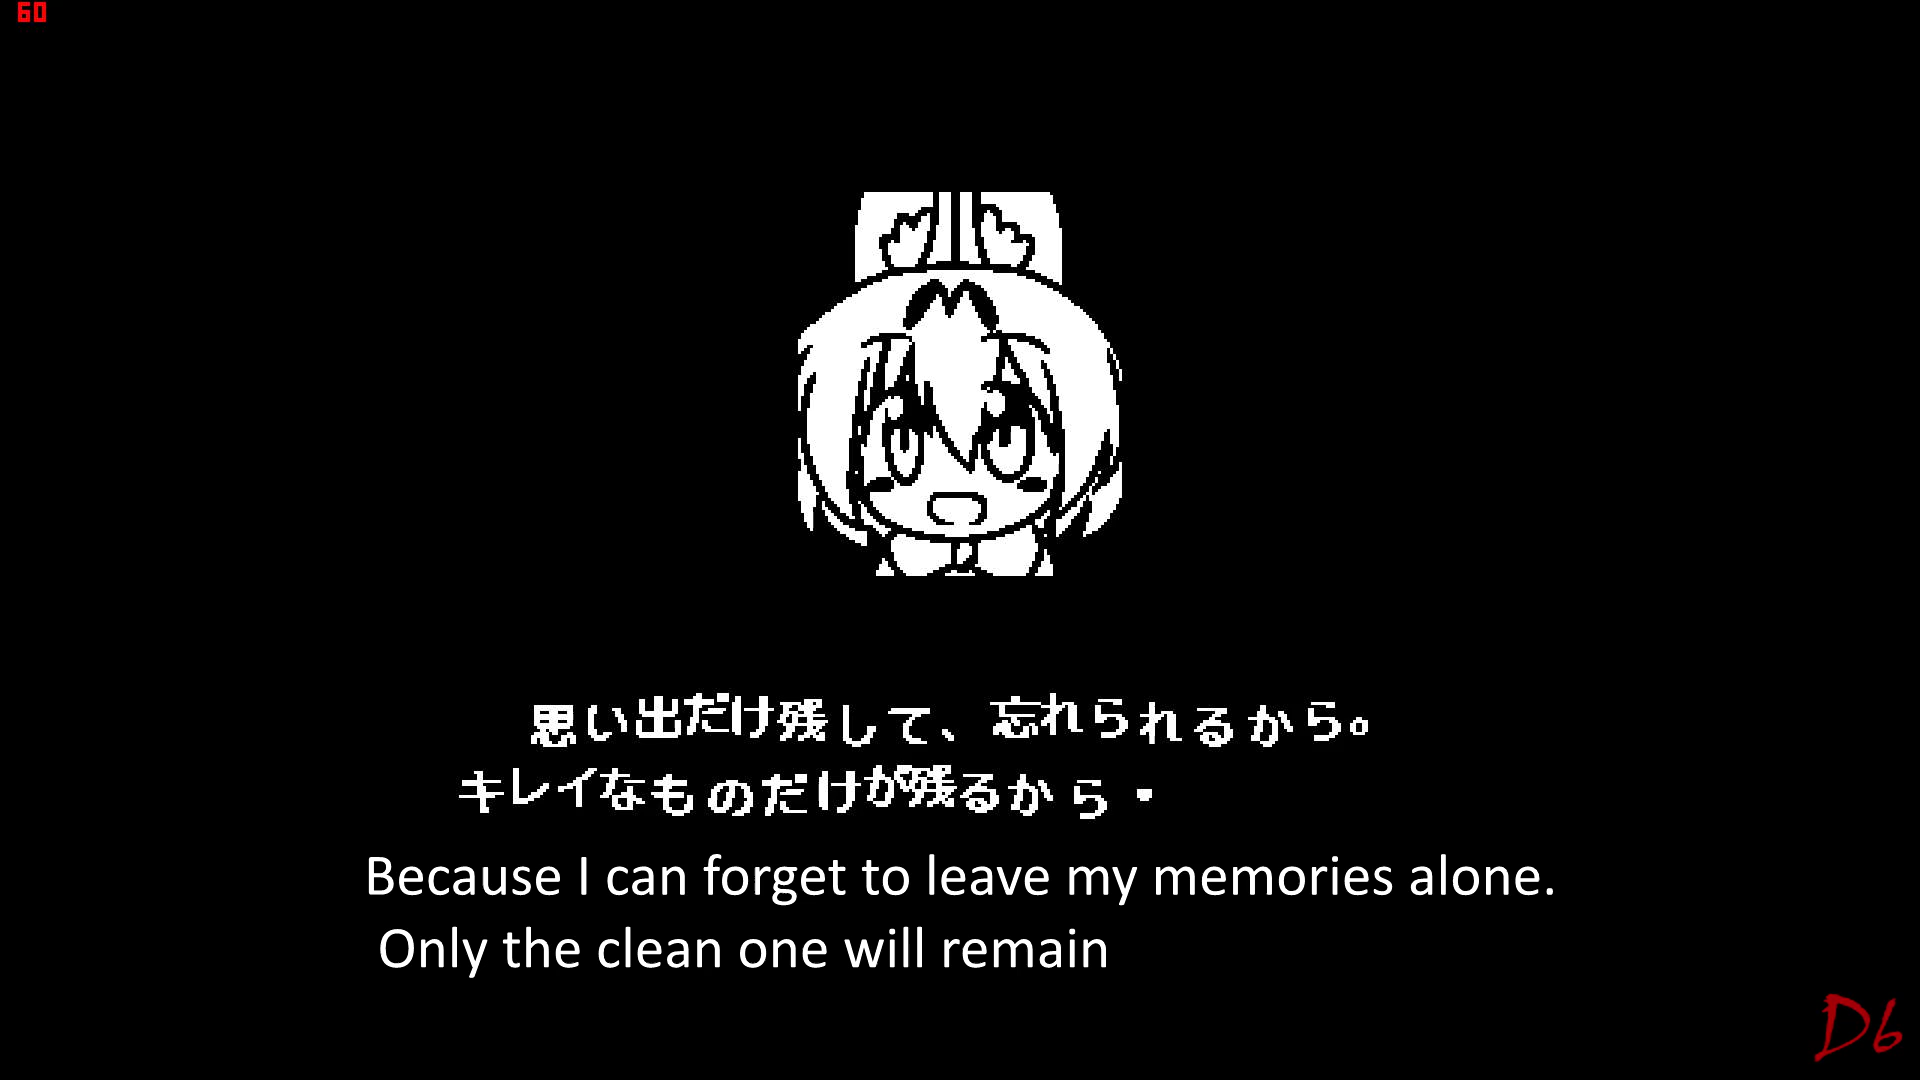 60
思い出だけ残して、忘れられるから。
キレイなものだけが残るから・
Because I can forget to leave my memories alone.
Only the clean one will remain
D6